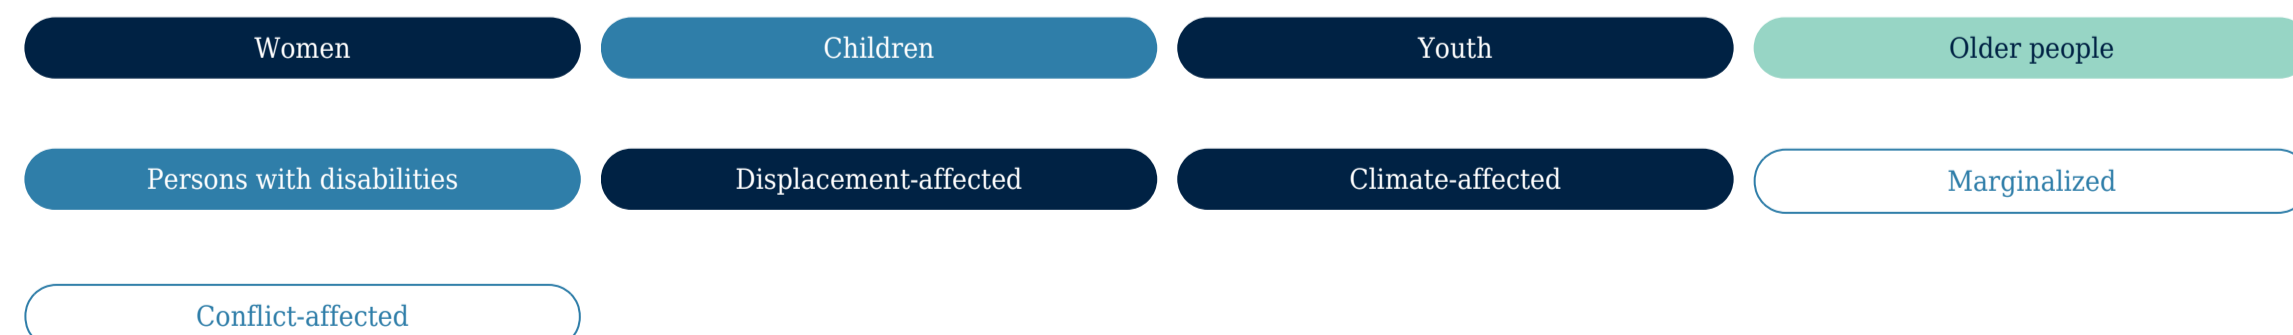 Women
Children
Youth
Older people
Persons with disabilities
Displacement-affected
Climate-affected
Marginalized
Conflict-affected